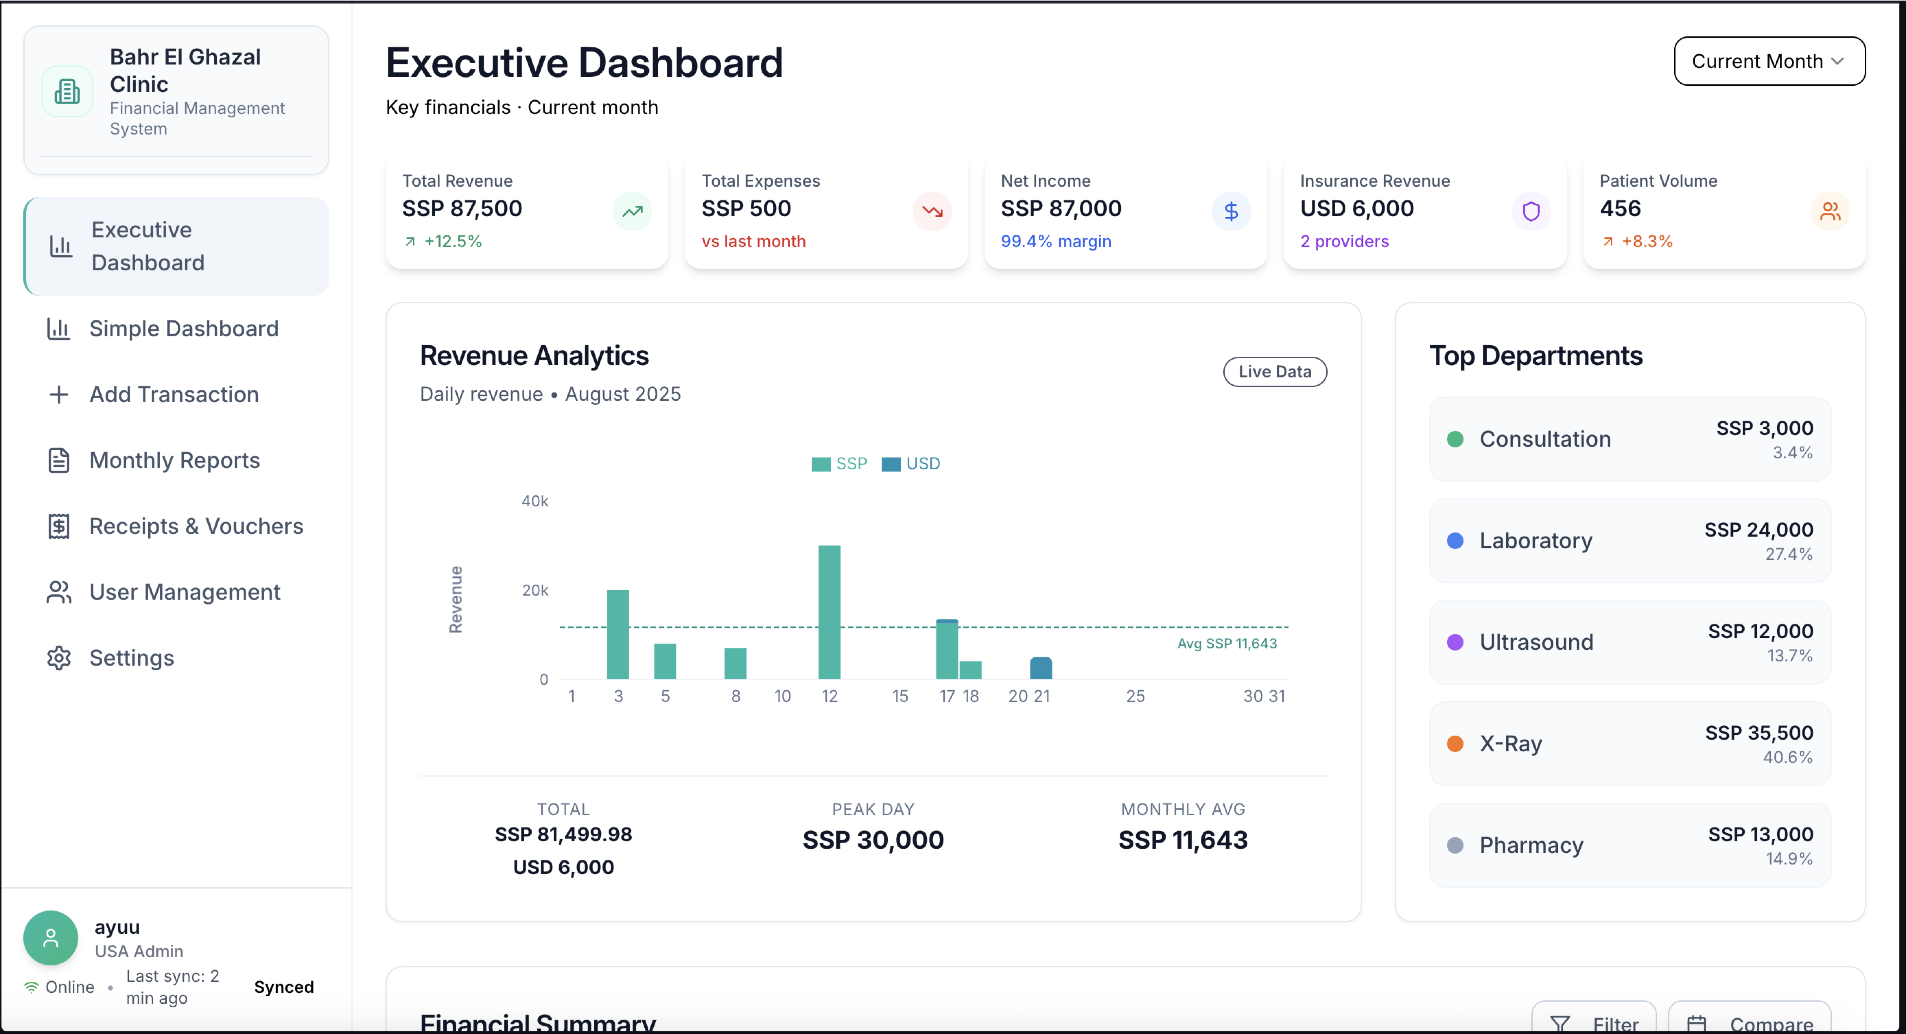 Bahr El Ghazal
Clinic
Financial Management
System
Executive
Dashboard
Simple Dashboard
Add Transaction
Monthly Reports
Receipts & Vouchers
User Management
Settings
ayuu
USA Admin
Online • Last sync: 2
min ago
Synced
Executive Dashboard
Key financials · Current month
Current Month
Total Revenue
SSP 87,500
+12.5%
Total Expenses
SSP 500
vs last month
Net Income
SSP 87,000
99.4% margin
Insurance Revenue
USD 6,000
2 providers
Patient Volume
456
+8.3%
Revenue Analytics
Daily revenue • August 2025
Live Data
SSP USD
40k
20k
0
Revenue
Avg SSP 11,643
1 3 5 8 10 12 15 17 18 20 21 25 30 31
TOTAL
SSP 81,499.98
USD 6,000
PEAK DAY
SSP 30,000
MONTHLY AVG
SSP 11,643
Top Departments
Consultation
SSP 3,000
3.4%
Laboratory
SSP 24,000
27.4%
Ultrasound
SSP 12,000
13.7%
X-Ray
SSP 35,500
40.6%
Pharmacy
SSP 13,000
14.9%
Financial Summary
Filter
Compare